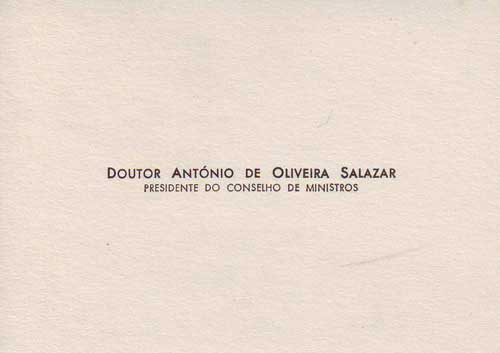 DOUTOR ANTÓNIO DE OLIVEIRA SALAZAR
PRESIDENTE DO CONSELHO DE MINISTROS